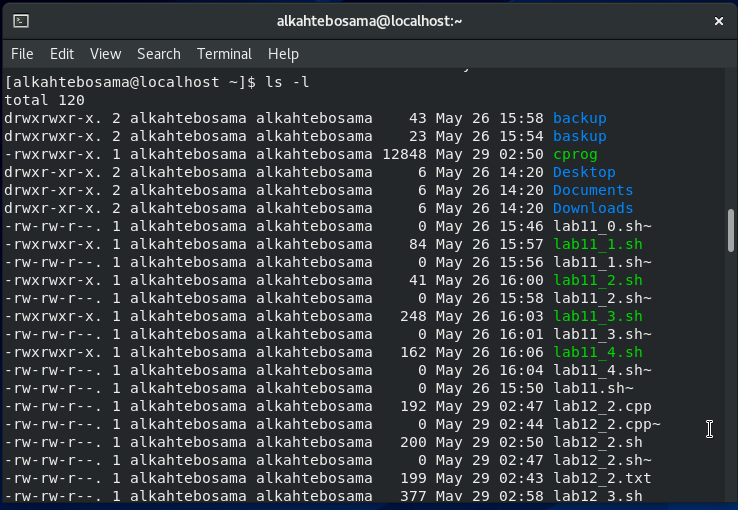 alkahtebosama@localhost:~
File Edit View Search Terminal Help
[alkahtebosama@localhost ~]$ ls -l
total 120
drwxrwxr-x. 2 alkahtebosama alkahtebosama    43 May 26 15:58 backup
drwxrwxr-x. 2 alkahtebosama alkahtebosama    23 May 26 15:54 baskup
-rwxrwxr-x. 1 alkahtebosama alkahtebosama 12848 May 29 02:50 cprog
drwxr-xr-x. 2 alkahtebosama alkahtebosama     6 May 26 14:20 Desktop
drwxr-xr-x. 2 alkahtebosama alkahtebosama     6 May 26 14:20 Documents
drwxr-xr-x. 2 alkahtebosama alkahtebosama     6 May 26 14:20 Downloads
-rw-rw-r--. 1 alkahtebosama alkahtebosama     0 May 26 15:46 lab11_0.sh~
-rwxrwxr-x. 1 alkahtebosama alkahtebosama    84 May 26 15:57 lab11_1.sh
-rw-rw-r--. 1 alkahtebosama alkahtebosama     0 May 26 15:56 lab11_1.sh~
-rwxrwxr-x. 1 alkahtebosama alkahtebosama    41 May 26 16:00 lab11_2.sh
-rw-rw-r--. 1 alkahtebosama alkahtebosama     0 May 26 15:58 lab11_2.sh~
-rwxrwxr-x. 1 alkahtebosama alkahtebosama   248 May 26 16:03 lab11_3.sh
-rw-rw-r--. 1 alkahtebosama alkahtebosama     0 May 26 16:01 lab11_3.sh~
-rwxrwxr-x. 1 alkahtebosama alkahtebosama   162 May 26 16:06 lab11_4.sh
-rw-rw-r--. 1 alkahtebosama alkahtebosama     0 May 26 16:04 lab11_4.sh~
-rw-rw-r--. 1 alkahtebosama alkahtebosama     0 May 26 15:50 lab11.sh~
-rw-rw-r--. 1 alkahtebosama alkahtebosama   192 May 29 02:47 lab12_2.cpp
-rw-rw-r--. 1 alkahtebosama alkahtebosama     0 May 29 02:44 lab12_2.cpp~
-rw-rw-r--. 1 alkahtebosama alkahtebosama   200 May 29 02:50 lab12_2.sh
-rw-rw-r--. 1 alkahtebosama alkahtebosama     0 May 29 02:47 lab12_2.sh~
-rw-rw-r--. 1 alkahtebosama alkahtebosama   199 May 29 02:43 lab12_2.txt
-rw-rw-r--. 1 alkahtebosama alkahtebosama   377 May 29 02:58 lab12_3.sh